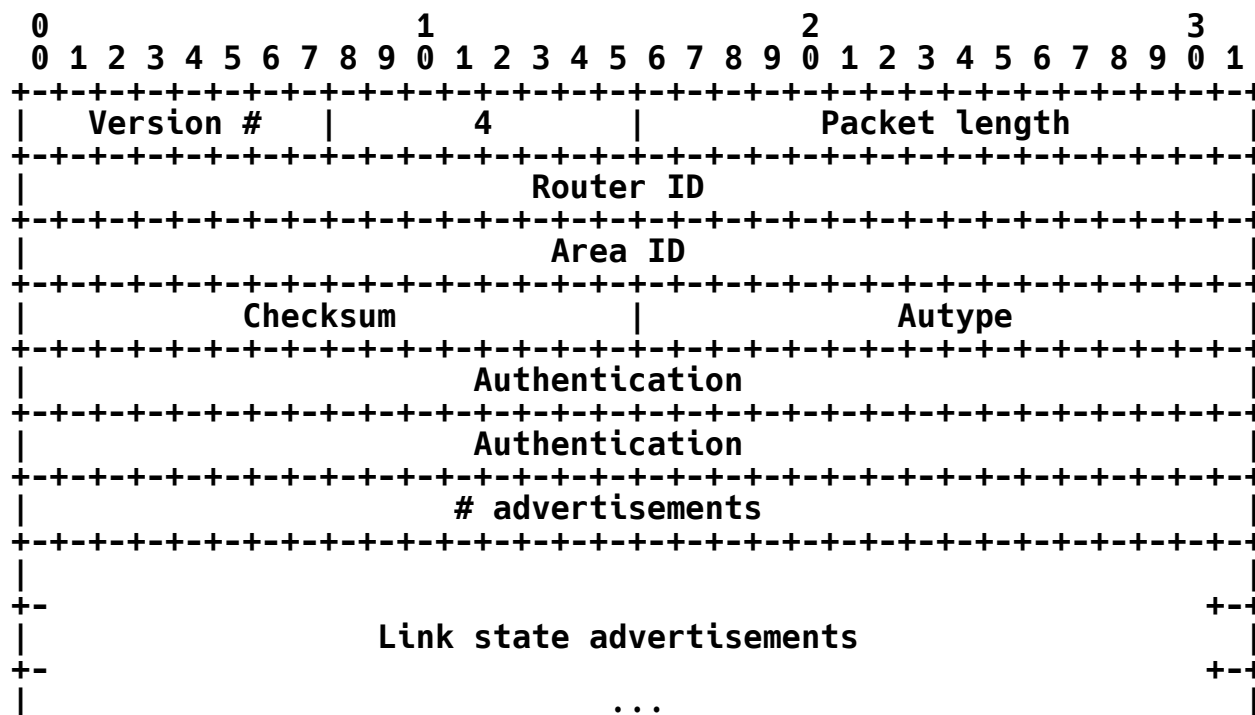 0                   1                   2                   3
 0 1 2 3 4 5 6 7 8 9 0 1 2 3 4 5 6 7 8 9 0 1 2 3 4 5 6 7 8 9 0 1
+-+-+-+-+-+-+-+-+-+-+-+-+-+-+-+-+-+-+-+-+-+-+-+-+-+-+-+-+-+-+-+-+
|   Version #   |       4       |         Packet length         |
+-+-+-+-+-+-+-+-+-+-+-+-+-+-+-+-+-+-+-+-+-+-+-+-+-+-+-+-+-+-+-+-+
|                          Router ID                            |
+-+-+-+-+-+-+-+-+-+-+-+-+-+-+-+-+-+-+-+-+-+-+-+-+-+-+-+-+-+-+-+-+
|                           Area ID                             |
+-+-+-+-+-+-+-+-+-+-+-+-+-+-+-+-+-+-+-+-+-+-+-+-+-+-+-+-+-+-+-+-+
|           Checksum            |             Autype            |
+-+-+-+-+-+-+-+-+-+-+-+-+-+-+-+-+-+-+-+-+-+-+-+-+-+-+-+-+-+-+-+-+
|                       Authentication                          |
+-+-+-+-+-+-+-+-+-+-+-+-+-+-+-+-+-+-+-+-+-+-+-+-+-+-+-+-+-+-+-+-+
|                       Authentication                          |
+-+-+-+-+-+-+-+-+-+-+-+-+-+-+-+-+-+-+-+-+-+-+-+-+-+-+-+-+-+-+-+-+
|                      # advertisements                         |
+-+-+-+-+-+-+-+-+-+-+-+-+-+-+-+-+-+-+-+-+-+-+-+-+-+-+-+-+-+-+-+-+
|                                                               |
+-                                                            +-+
|                  Link state advertisements                    |
+-                                                            +-+
|                              ...                              |